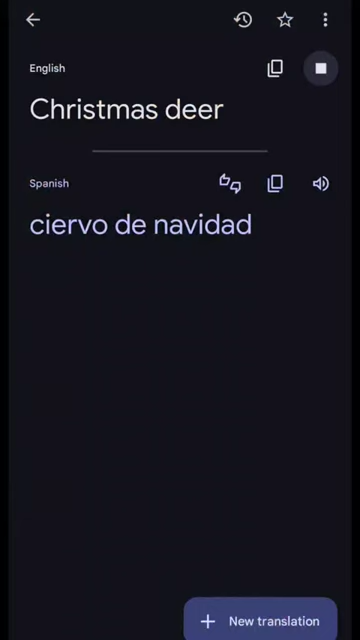 English
Christmas deer
Spanish
ciervo de navidad
New translation